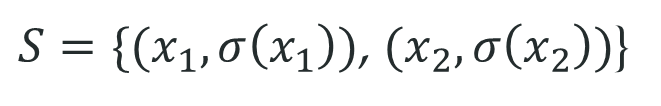 S = {(x₁, σ(x₁)), (x₂, σ(x₂))}